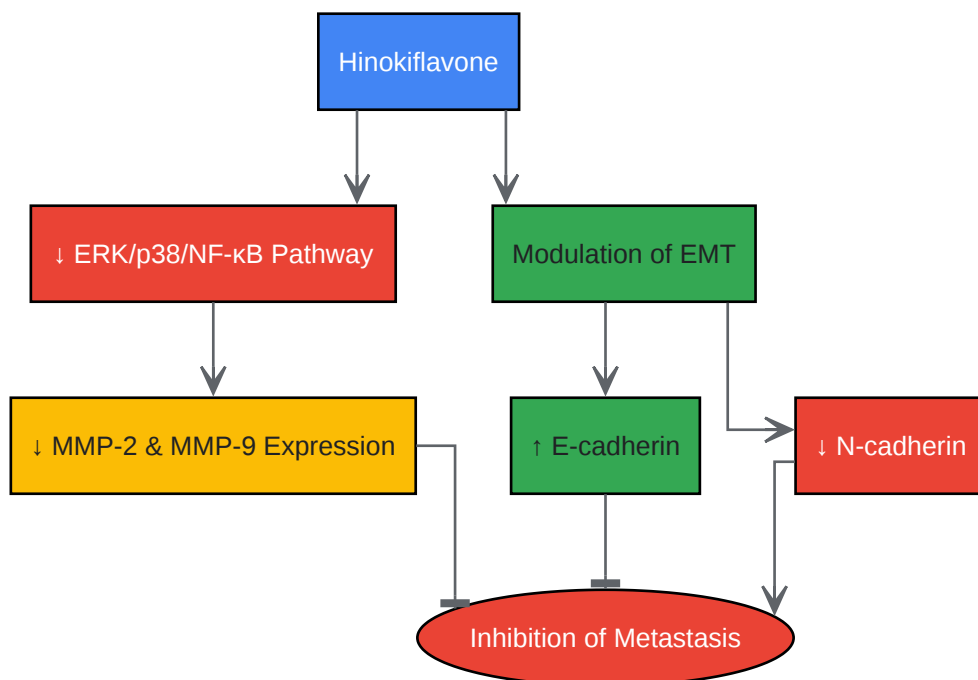 Hinokiflavone
↓ ERK/p38/NF-κB Pathway
Modulation of EMT
↓ MMP-2 & MMP-9 Expression
↑ E-cadherin
↓ N-cadherin
Inhibition of Metastasis